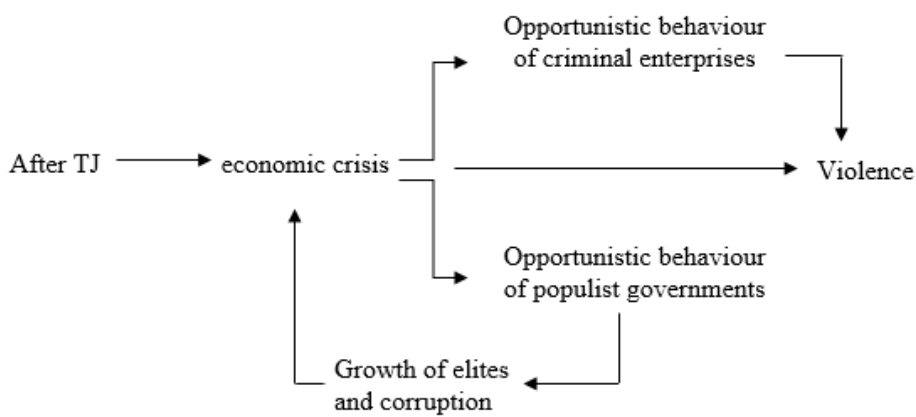 Opportunistic behaviour
of criminal enterprises
After TJ
economic crisis
Violence
Opportunistic behaviour
of populist governments
Growth of elites
and corruption